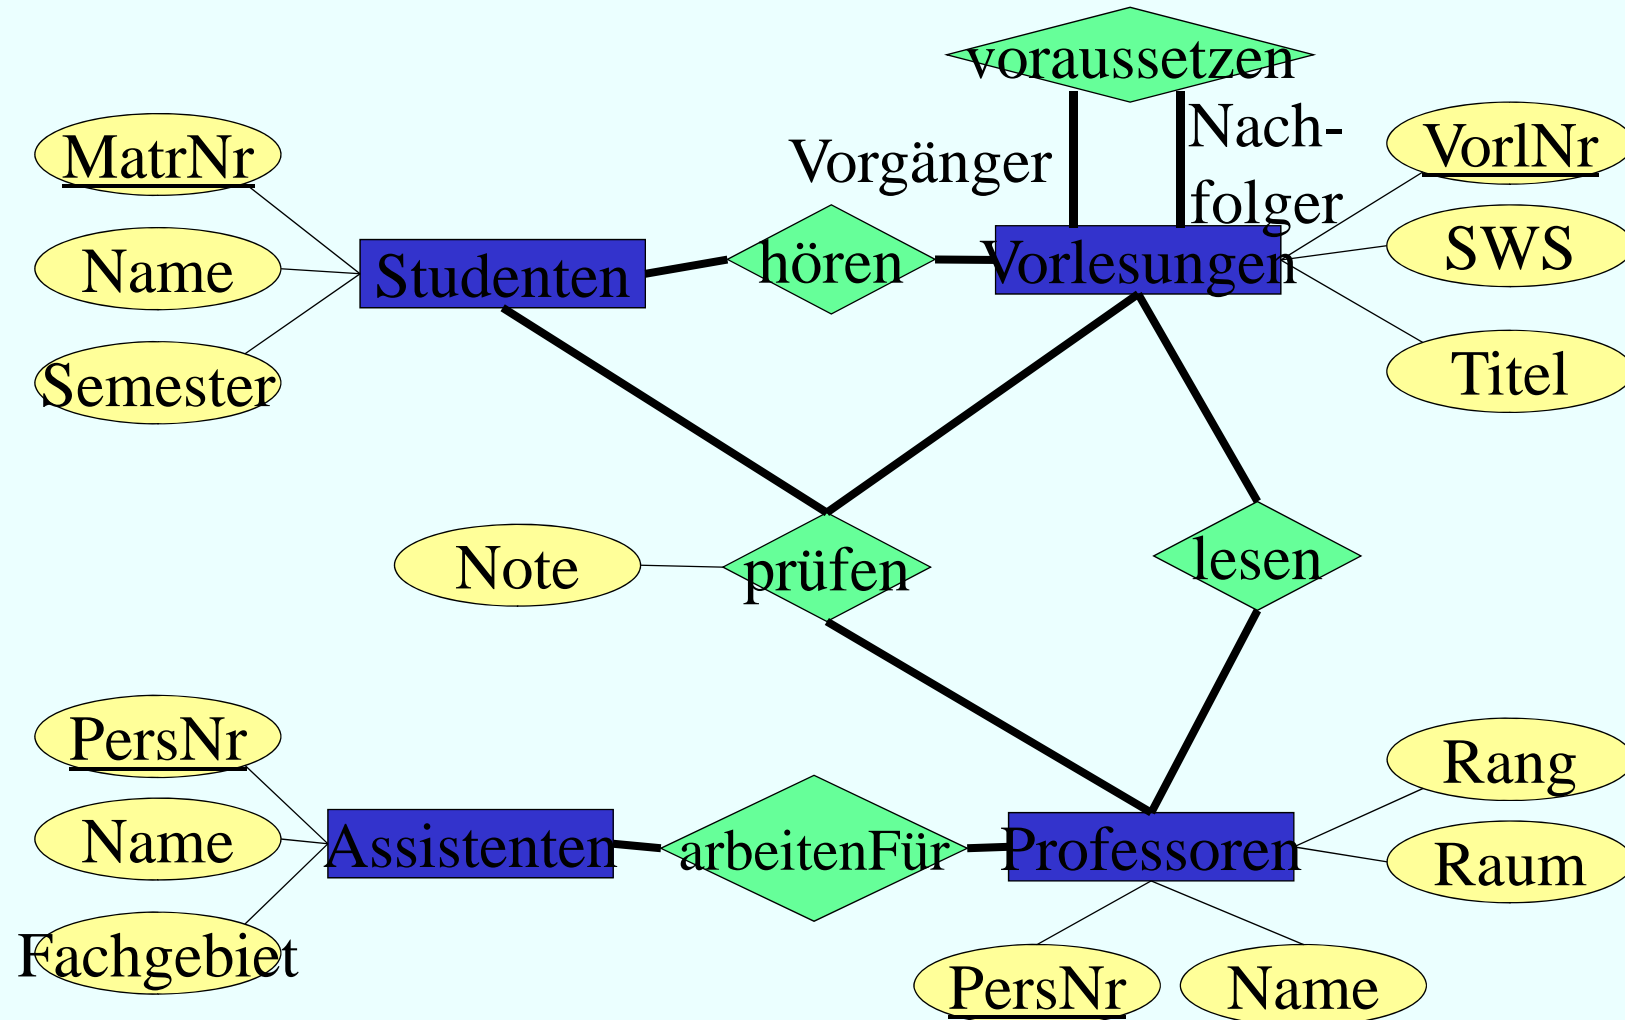 voraussetzen
Nach-
folger
Vorgänger
MatrNr
Name
Semester
Studenten
hören
Vorlesungen
VorlNr
SWS
Titel
Note
prüfen
lesen
PersNr
Name
Fachgebiet
Assistenten
arbeitenFür
Professoren
Rang
Raum
PersNr
Name